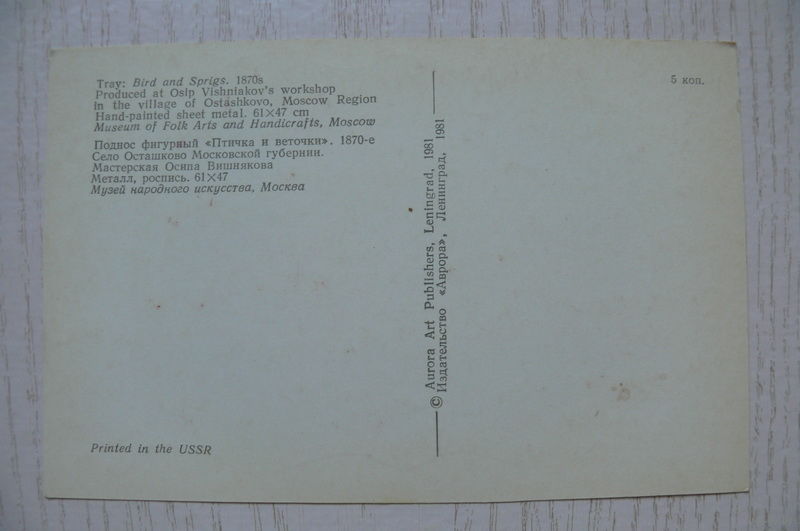 Tray: Bird and Sprigs. 1870s
Produced at Osip Vishniakov's workshop
in the village of Ostashkovo, Moscow Region
Hand-painted sheet metal. 61×47 cm
Museum of Folk Arts and Handicrafts, Moscow
Поднос фигурный «Птичка и веточки». 1870-е
Село Осташково Московской губернии.
Мастерская Осипа Вишнякова
Металл, роспись. 61×47
Музей народного искусства, Москва
Printed in the USSR
© Aurora Art Publishers, Leningrad, 1981
Издательство «Аврора», Ленинград, 1981
5 коп.